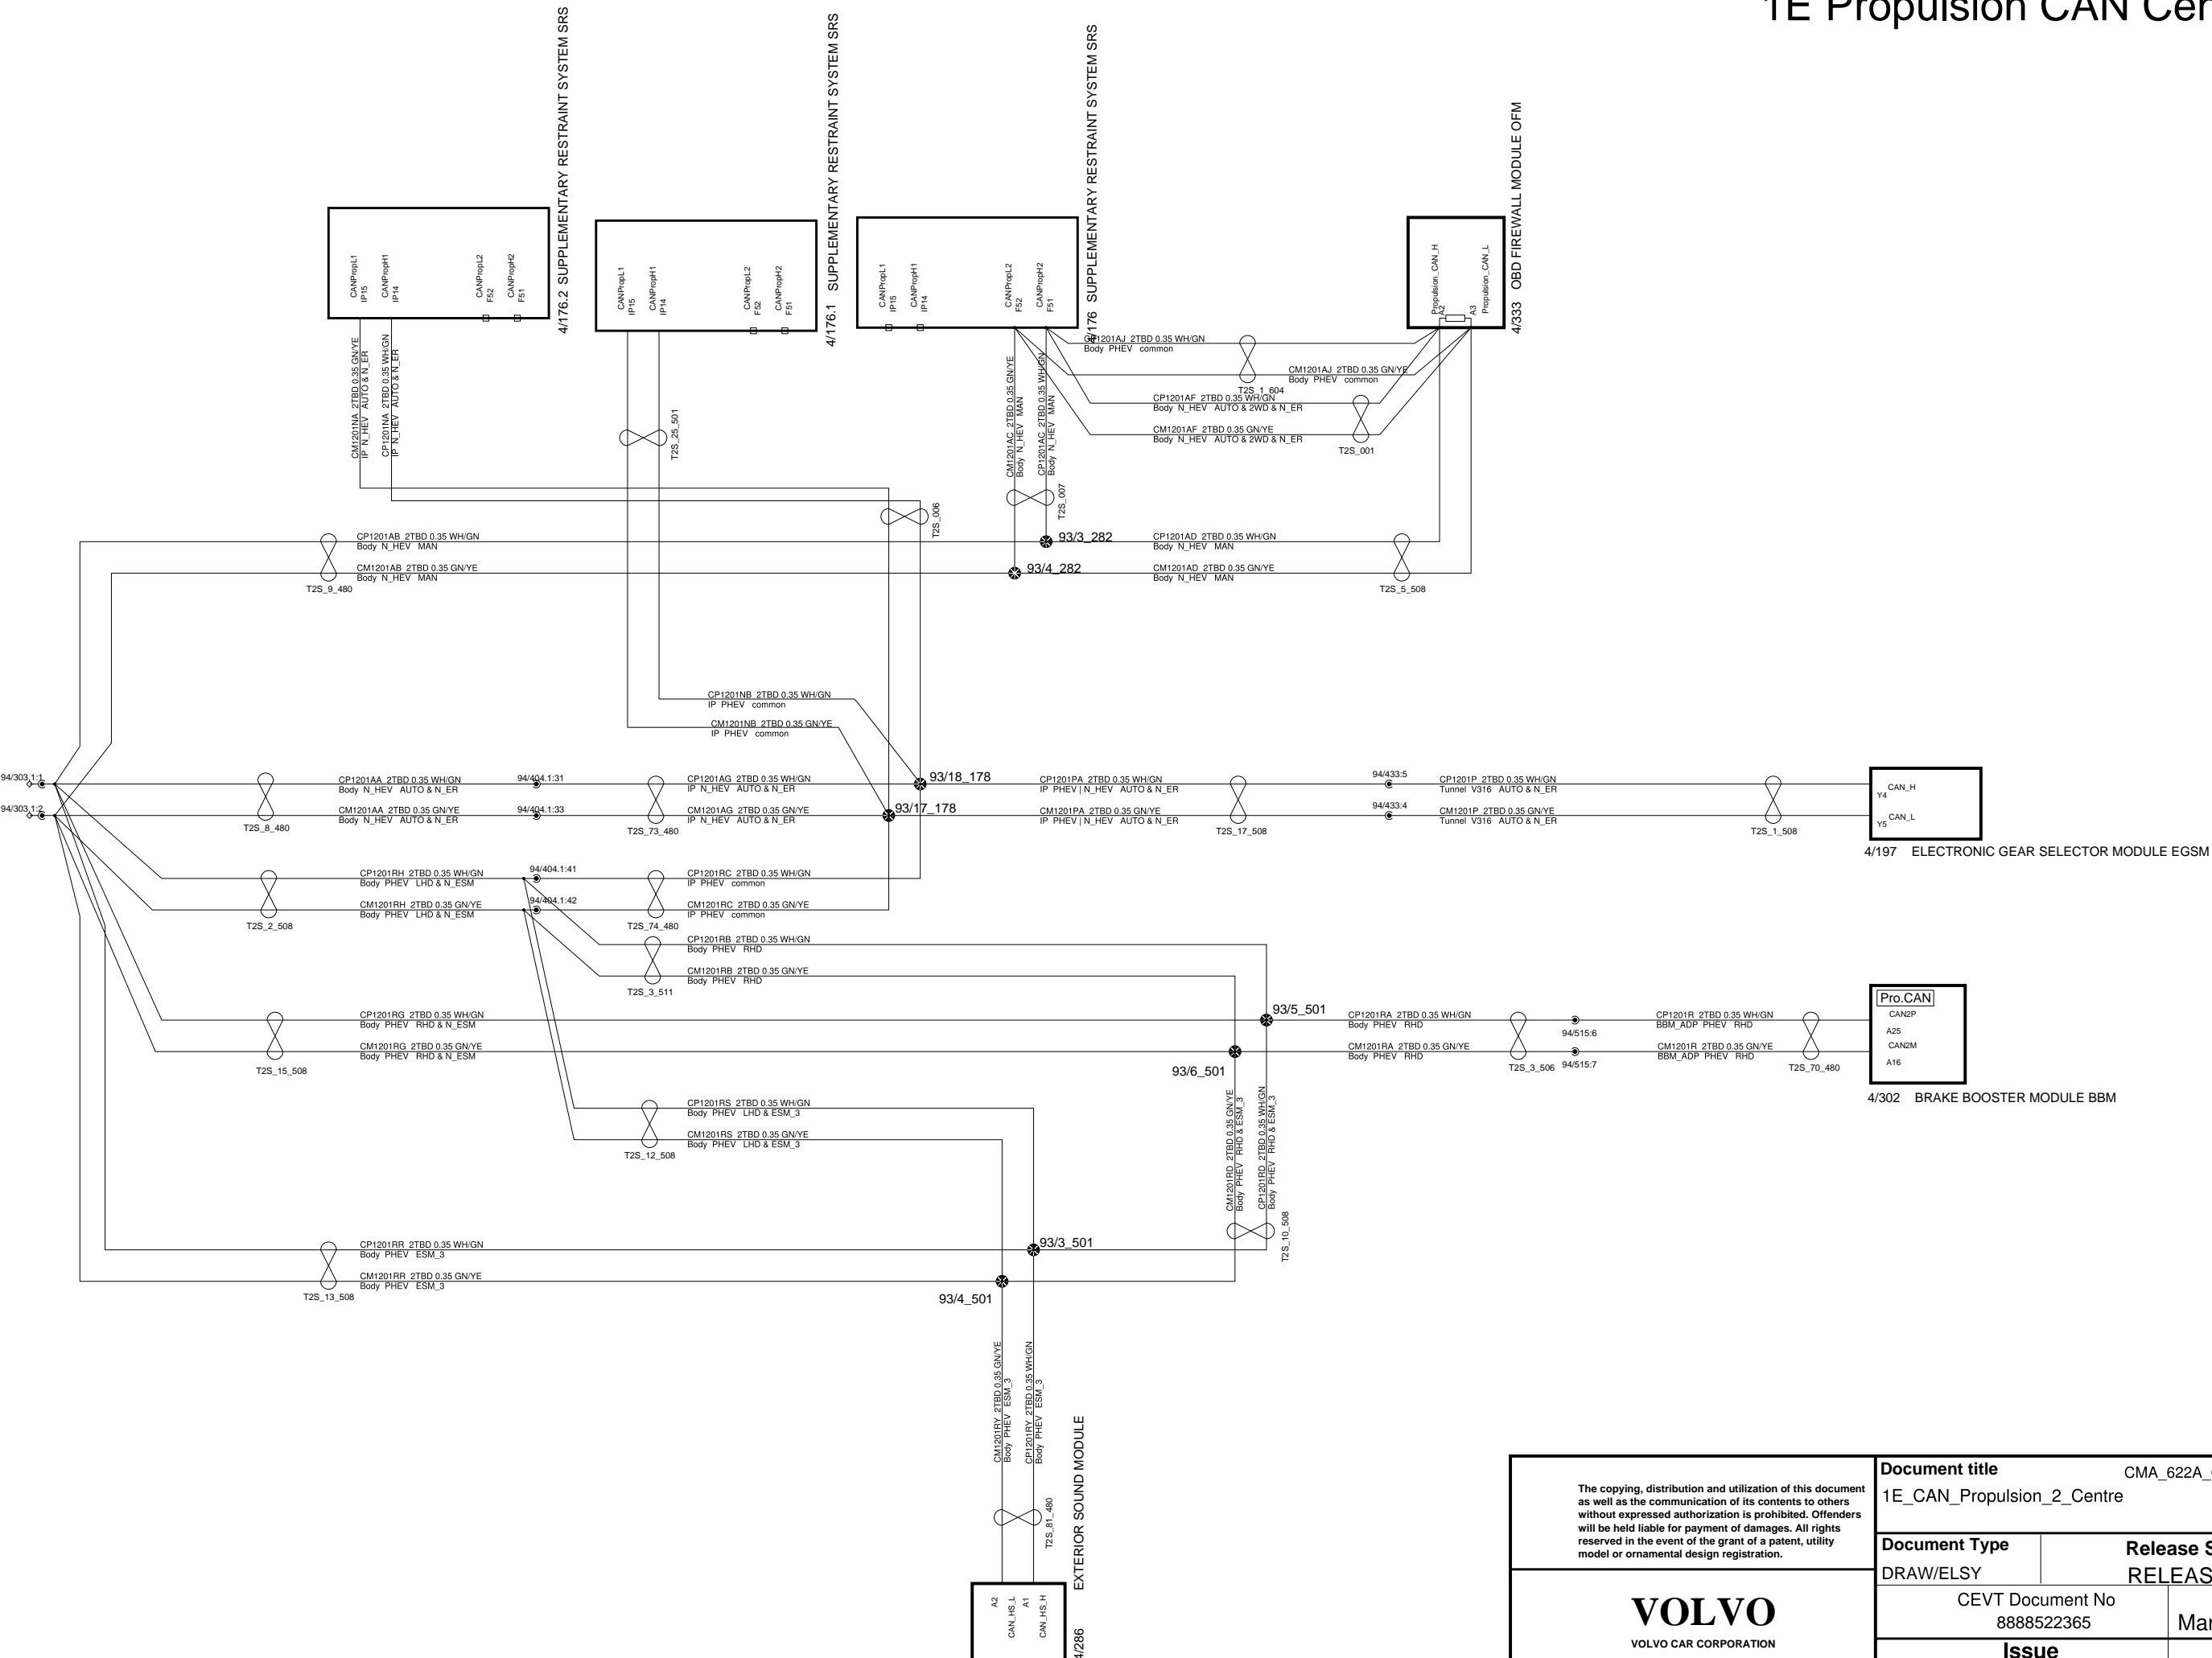 1E Propulsion CAN Cen
4/176.2 SUPPLEMENTARY RESTRAINT SYSTEM SRS
CANPropL1
IP15
CANPropH1
IP14
CANPropL2
F52
CANPropH2
F51
4/176.1 SUPPLEMENTARY RESTRAINT SYSTEM SRS
CANPropL1
IP15
CANPropH1
IP14
CANPropL2
F52
CANPropH2
F51
4/176 SUPPLEMENTARY RESTRAINT SYSTEM SRS
CANPropL1
IP15
CANPropH1
IP14
CANPropL2
F52
CANPropH2
F51
4/333 OBD FIREWALL MODULE OFM
Propulsion_CAN_H
A2
A3
Propulsion_CAN_L
CM1201NA 2TBD 0.35 GN/YE
IP N_HEV AUTO & N_ER
CP1201NA 2TBD 0.35 WH/GN
IP N_HEV AUTO & N_ER
T2S_25_501
CM1201AC 2TBD 0.35 GN/YE
Body N_HEV MAN
CP1201AC 2TBD 0.35 WH/GN
Body N_HEV MAN
CP1201AJ 2TBD 0.35 WH/GN
Body PHEV common
CM1201AJ 2TBD 0.35 GN/YE
Body PHEV common
T2S_1_604
CP1201AF 2TBD 0.35 WH/GN
Body N_HEV AUTO & 2WD & N_ER
CM1201AF 2TBD 0.35 GN/YE
Body N_HEV AUTO & 2WD & N_ER
T2S_001
T2S_006
T2S_007
CP1201AB 2TBD 0.35 WH/GN
Body N_HEV MAN
93/3_282
CP1201AD 2TBD 0.35 WH/GN
Body N_HEV MAN
CM1201AB 2TBD 0.35 GN/YE
Body N_HEV MAN
93/4_282
CM1201AD 2TBD 0.35 GN/YE
Body N_HEV MAN
T2S_9_480
T2S_5_508
CP1201NB 2TBD 0.35 WH/GN
IP PHEV common
CM1201NB 2TBD 0.35 GN/YE
IP PHEV common
94/303.1:1
CP1201AA 2TBD 0.35 WH/GN
Body N_HEV AUTO & N_ER
94/404.1:31
CP1201AG 2TBD 0.35 WH/GN
IP N_HEV AUTO & N_ER
93/18_178
CP1201PA 2TBD 0.35 WH/GN
IP PHEV | N_HEV AUTO & N_ER
94/433:5
CP1201P 2TBD 0.35 WH/GN
Tunnel V316 AUTO & N_ER
CAN_H
Y4
94/303.1:2
CM1201AA 2TBD 0.35 GN/YE
Body N_HEV AUTO & N_ER
94/404.1:33
CM1201AG 2TBD 0.35 GN/YE
IP N_HEV AUTO & N_ER
93/17_178
CM1201PA 2TBD 0.35 GN/YE
IP PHEV | N_HEV AUTO & N_ER
94/433:4
CM1201P 2TBD 0.35 GN/YE
Tunnel V316 AUTO & N_ER
CAN_L
Y5
T2S_8_480
T2S_73_480
T2S_17_508
T2S_1_508
4/197 ELECTRONIC GEAR SELECTOR MODULE EGSM
CP1201RH 2TBD 0.35 WH/GN
Body PHEV LHD & N_ESM
94/404.1:41
CP1201RC 2TBD 0.35 WH/GN
IP PHEV common
CM1201RH 2TBD 0.35 GN/YE
Body PHEV LHD & N_ESM
94/404.1:42
CM1201RC 2TBD 0.35 GN/YE
IP PHEV common
T2S_2_508
T2S_74_480
CP1201RB 2TBD 0.35 WH/GN
Body PHEV RHD
CM1201RB 2TBD 0.35 GN/YE
Body PHEV RHD
T2S_3_511
CP1201RG 2TBD 0.35 WH/GN
Body PHEV RHD & N_ESM
93/5_501
CP1201RA 2TBD 0.35 WH/GN
Body PHEV RHD
94/515:6
CP1201R 2TBD 0.35 WH/GN
BBM_ADP PHEV RHD
Pro.CAN
CAN2P
A25
CAN2M
A16
CM1201RG 2TBD 0.35 GN/YE
Body PHEV RHD & N_ESM
93/6_501
CM1201RA 2TBD 0.35 GN/YE
Body PHEV RHD
94/515:7
CM1201R 2TBD 0.35 GN/YE
BBM_ADP PHEV RHD
T2S_15_508
T2S_3_506
T2S_70_480
4/302 BRAKE BOOSTER MODULE BBM
CP1201RS 2TBD 0.35 WH/GN
Body PHEV LHD & ESM_3
CM1201RS 2TBD 0.35 GN/YE
Body PHEV LHD & ESM_3
T2S_12_508
CM1201RD 2TBD 0.35 GN/YE
Body PHEV RHD & ESM_3
CP1201RD 2TBD 0.35 WH/GN
Body PHEV RHD & ESM_3
T2S_10_508
CP1201RR 2TBD 0.35 WH/GN
Body PHEV ESM_3
93/3_501
CM1201RR 2TBD 0.35 GN/YE
Body PHEV ESM_3
93/4_501
T2S_13_508
CM1201RY 2TBD 0.35 GN/YE
Body PHEV ESM_3
CP1201RY 2TBD 0.35 WH/GN
Body PHEV ESM_3
T2S_81_480
4/286 EXTERIOR SOUND MODULE
A2
CAN_HS_L
A1
CAN_HS_H
The copying, distribution and utilization of this document
as well as the communication of its contents to others
without expressed authorization is prohibited. Offenders
will be held liable for payment of damages. All rights
reserved in the event of the grant of a patent, utility
model or ornamental design registration.
VOLVO
VOLVO CAR CORPORATION
Document title
CMA_622A_
1E_CAN_Propulsion_2_Centre
Document Type
DRAW/ELSY
Release S
RELEAS
CEVT Document No
8888522365
Mar
Issue